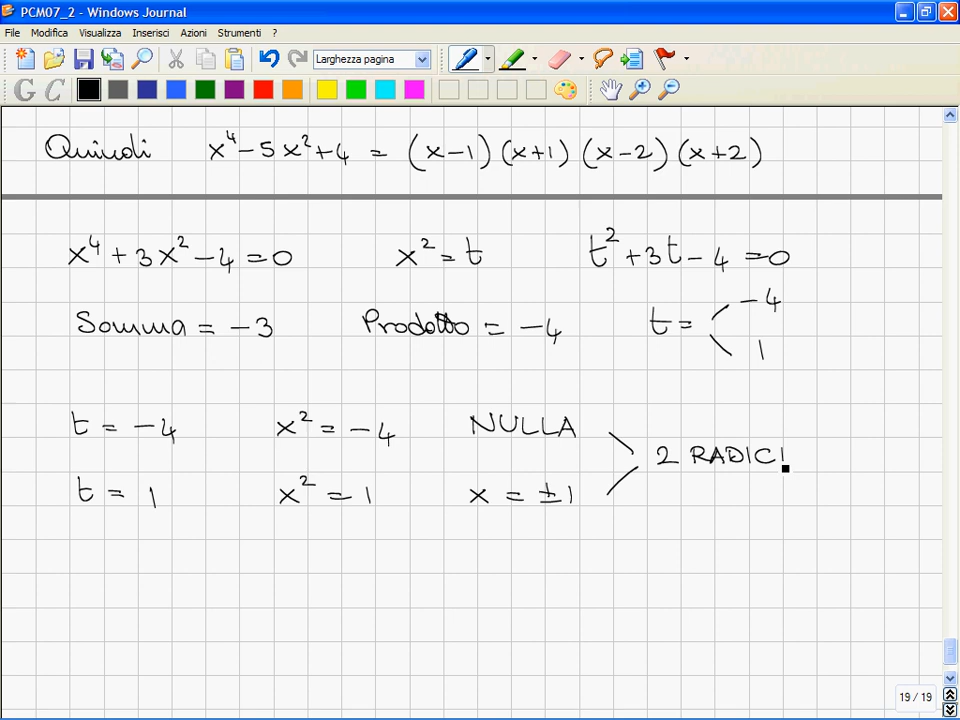 PCM07_2 - Windows Journal
File Modifica Visualizza Inserisci Azioni Strumenti ?
Larghezza pagina
G C
Quindi x⁴-5x²+4 = (x-1)(x+1)(x-2)(x+2)
x⁴+3x²-4=0 x²=t t²+3t-4=0
Somma = -3 Prodotto = -4 t= -4
1
t = -4 x² = -4 NULLA
2 RADICI
t = 1 x² = 1 x = ±1
19 / 19